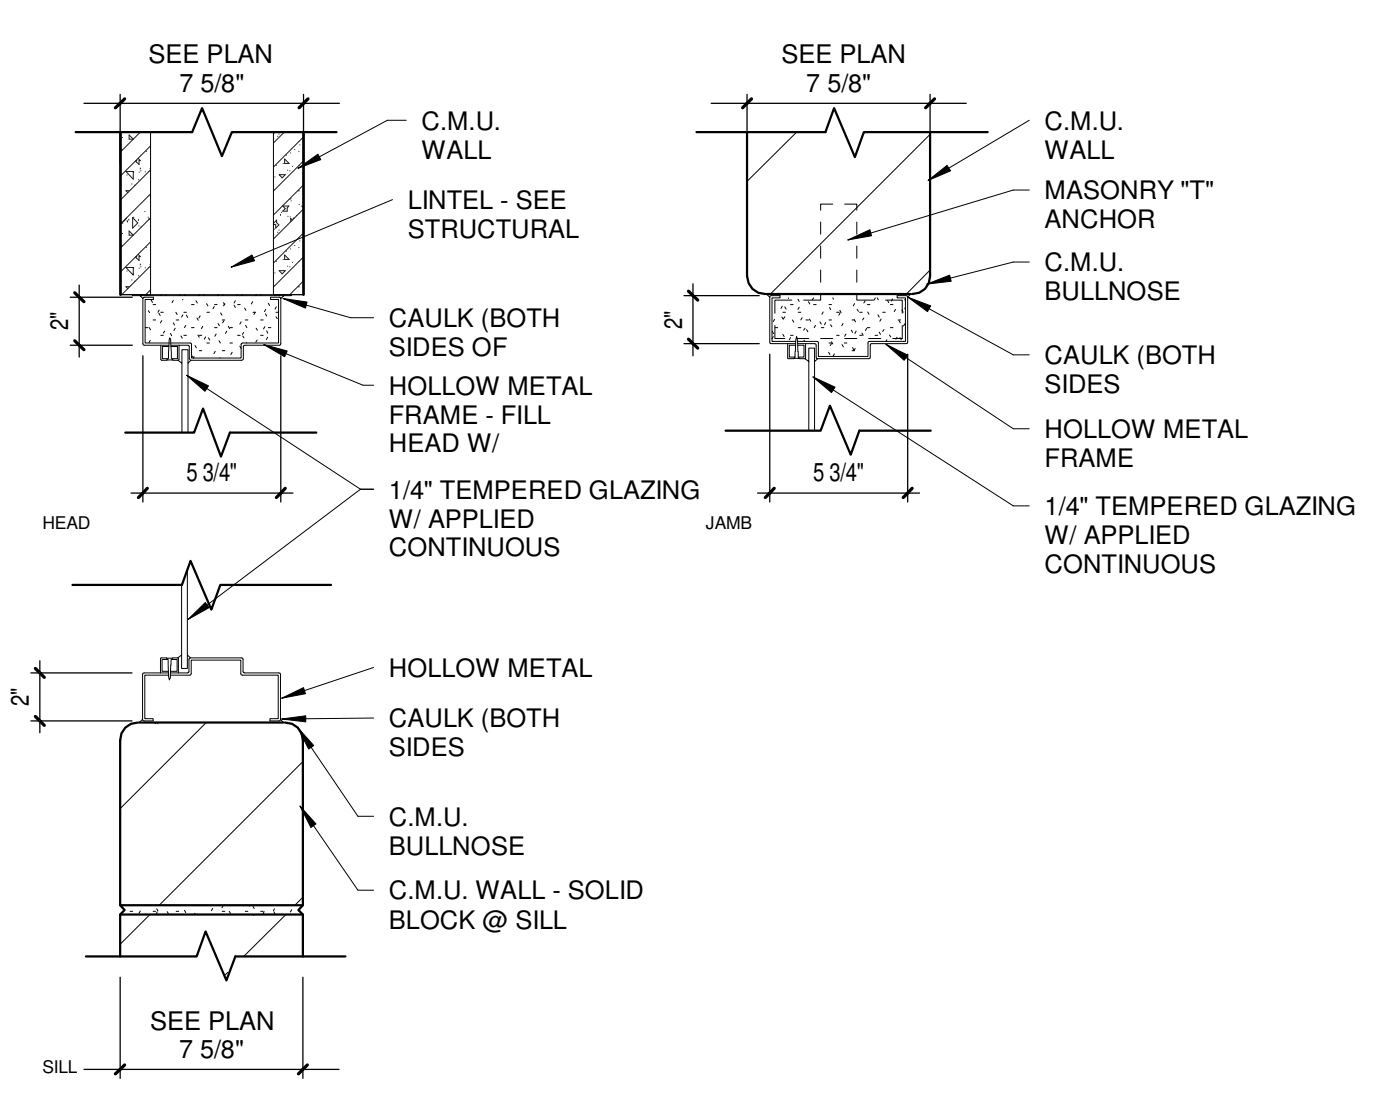 SEE PLAN
7 5/8"
C.M.U.
WALL
LINTEL - SEE
STRUCTURAL
2"
CAULK (BOTH
SIDES OF
HOLLOW METAL
FRAME - FILL
HEAD W/
5 3/4"
1/4" TEMPERED GLAZING
W/ APPLIED
CONTINUOUS
HEAD
SEE PLAN
7 5/8"
C.M.U.
WALL
MASONRY "T"
ANCHOR
C.M.U.
BULLNOSE
2"
CAULK (BOTH
SIDES
HOLLOW METAL
FRAME
5 3/4"
1/4" TEMPERED GLAZING
W/ APPLIED
CONTINUOUS
JAMB
HOLLOW METAL
2"
CAULK (BOTH
SIDES
C.M.U.
BULLNOSE
C.M.U. WALL - SOLID
BLOCK @ SILL
SEE PLAN
7 5/8"
SILL